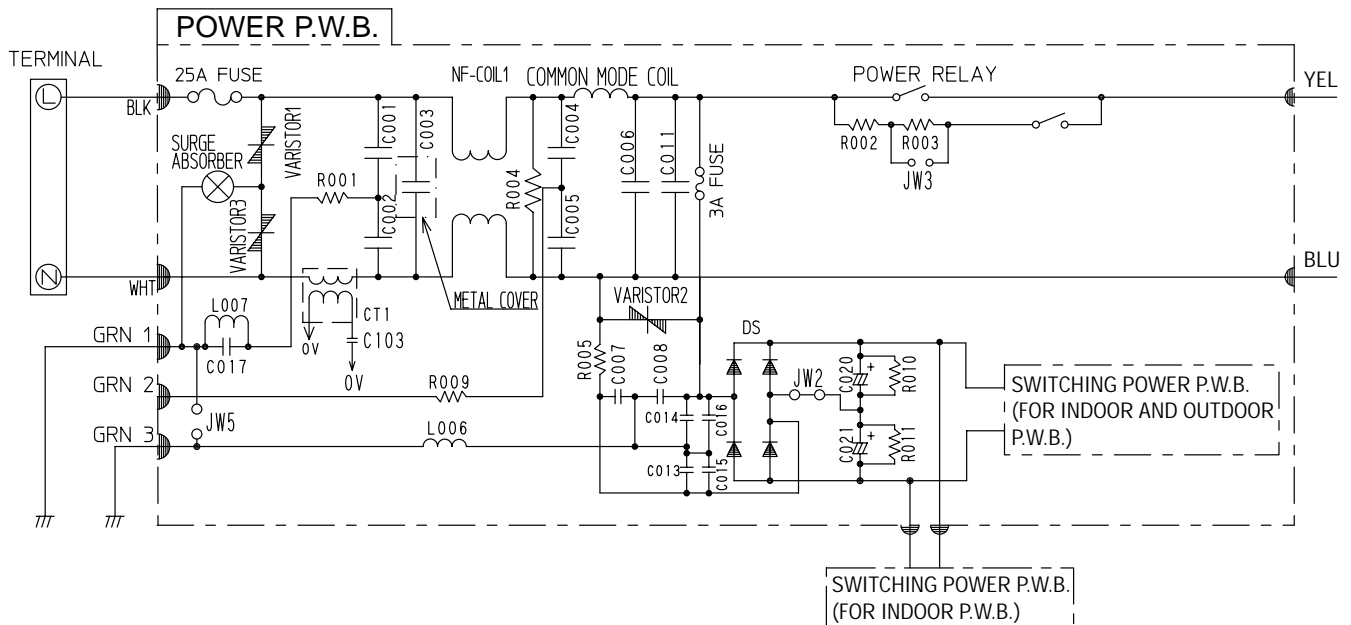 POWER P.W.B.
TERMINAL
25A FUSE
NF-COIL1
COMMON MODE COIL
POWER RELAY
YEL
L
BLK
SURGE
ABSORBER
VARISTOR1
VARISTOR3
R001
C001
C002
C003
R004
C004
C005
C006
C011
3A FUSE
R002
R003
JW3
N
WHT
METAL COVER
BLU
L007
CT1
C103
0V
0V
VARISTOR2
GRN 1
C017
R005
C007
C008
DS
JW2
C020
+
R010
GRN 2
R009
C014
C016
JW5
GRN 3
L006
C013
C015
C021
+
R011
SWITCHING POWER P.W.B.
(FOR INDOOR AND OUTDOOR
P.W.B.)
SWITCHING POWER P.W.B.
(FOR INDOOR P.W.B.)